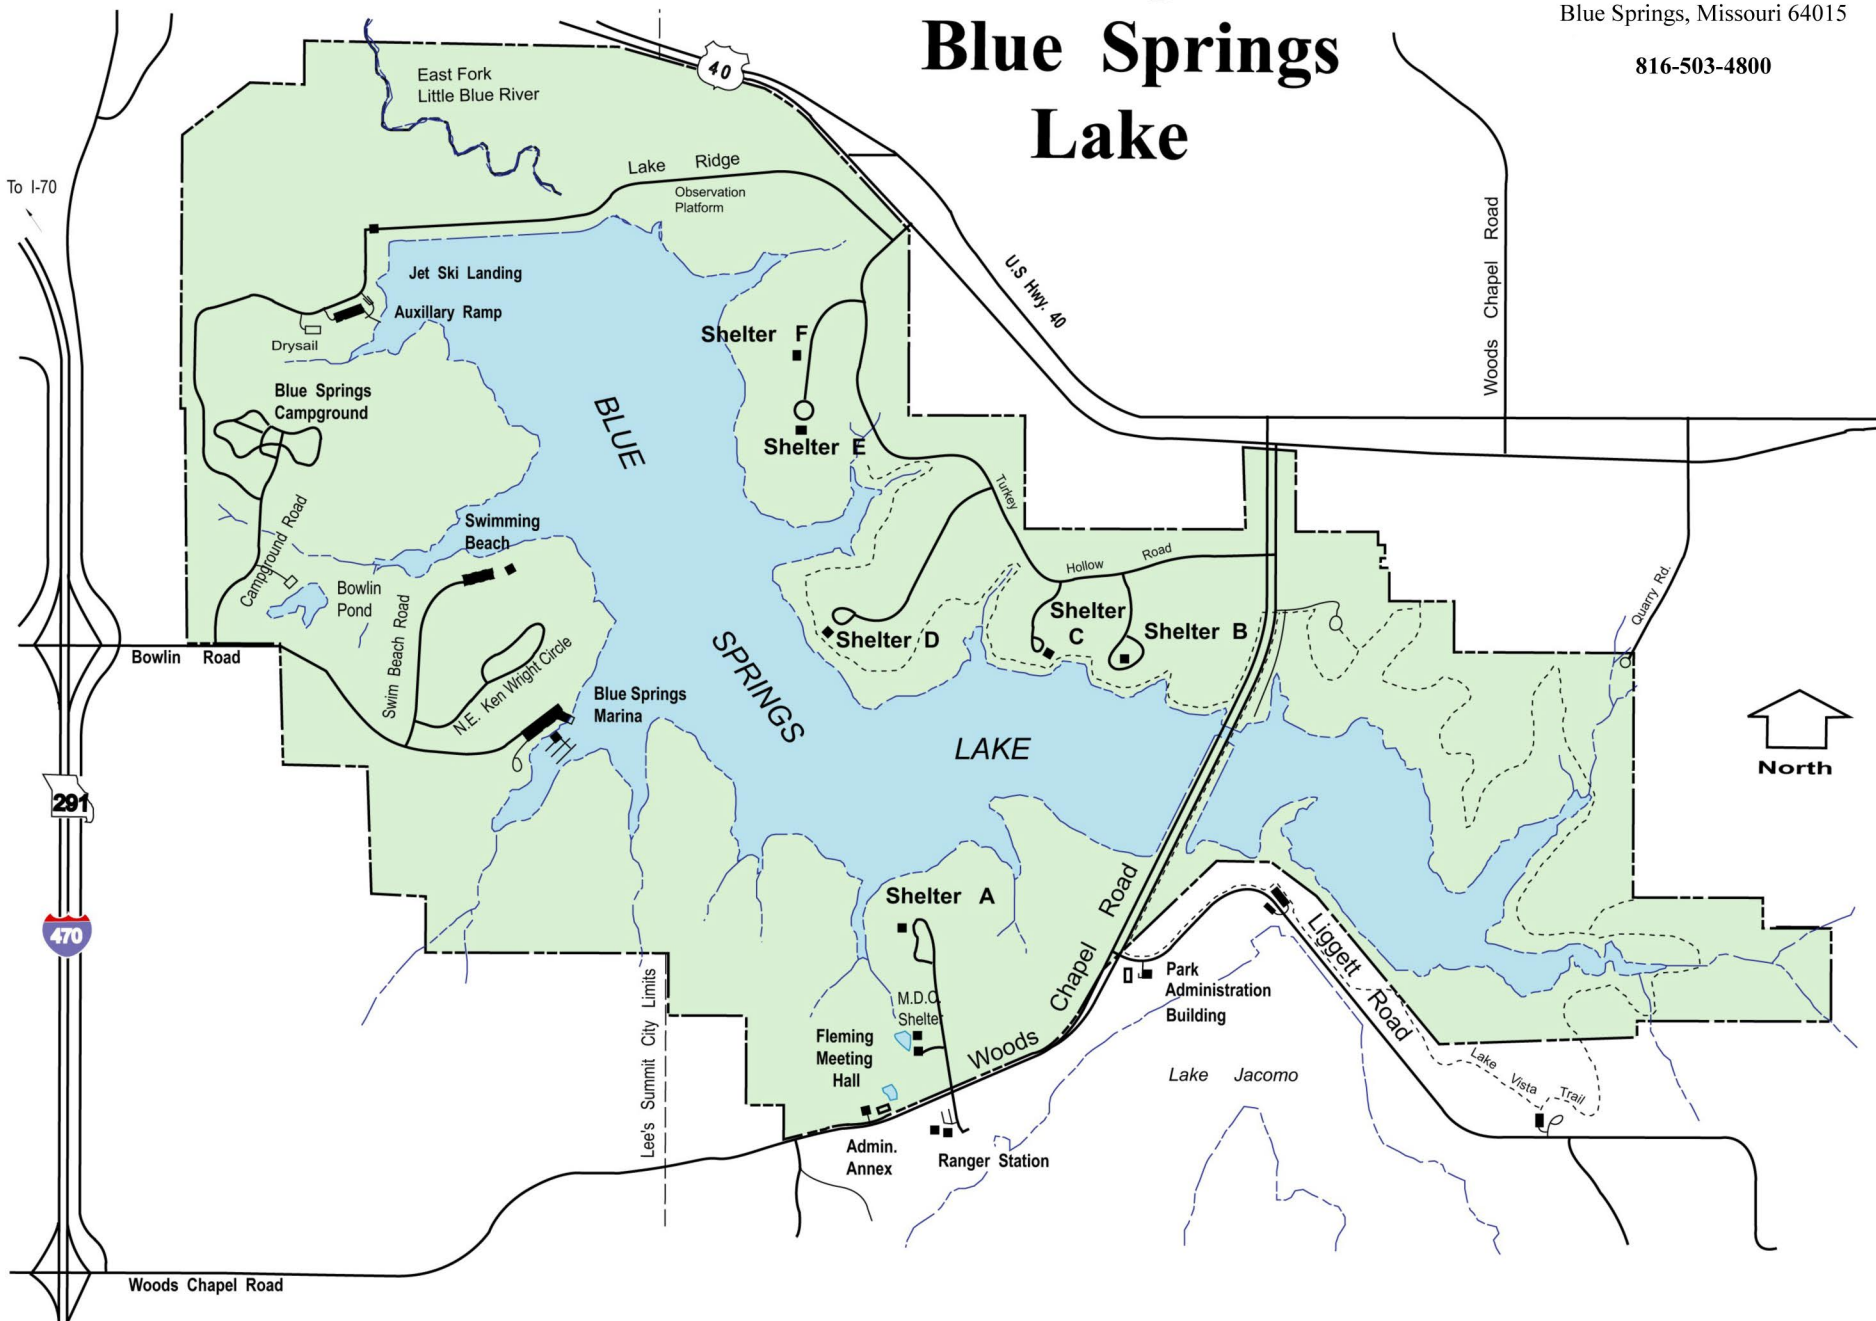 Blue Springs
Lake
Blue Springs, Missouri 64015
816-503-4800
40
East Fork
Little Blue River
To I-70
Lake Ridge
Observation
Platform
Jet Ski Landing
Auxillary Ramp
Drysail
Blue Springs
Campground
Shelter F
Shelter E
U.S Hwy. 40
Woods Chapel Road
BLUE
SPRINGS
LAKE
Swimming
Beach
Campground Road
Bowlin
Pond
Swim Beach Road
N.E. Ken Wright Circle
Bowlin Road
Blue Springs
Marina
Turkey
Hollow
Road
Shelter D
Shelter
C
Shelter B
Quarry Rd.
North
291
470
Shelter A
M.D.C.
Shelter
Fleming
Meeting
Hall
Woods Chapel Road
Park
Administration
Building
Liggett Road
Lake Jacomo
Lake Vista Trail
Lee's Summit City Limits
Admin.
Annex
Ranger Station
Woods Chapel Road